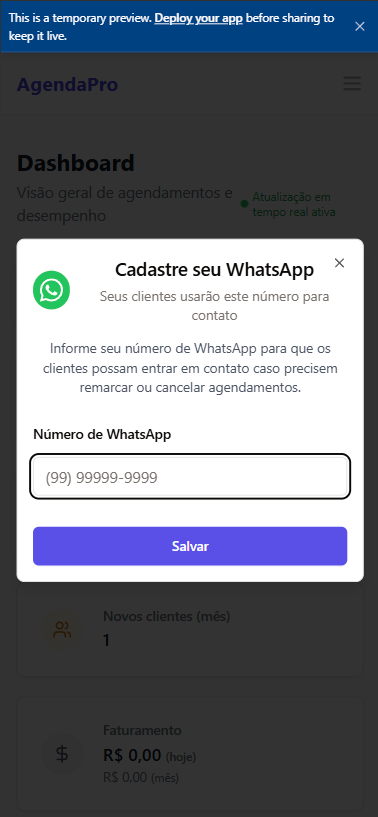 This is a temporary preview. Deploy your app before sharing to
keep it live.
AgendaPro
Dashboard
Visão geral de agendamentos e
desempenho
Atualização em
tempo real ativa
Cadastre seu WhatsApp
Seus clientes usarão este número para
contato
Informe seu número de WhatsApp para que os
clientes possam entrar em contato caso precisem
remarcar ou cancelar agendamentos.
Número de WhatsApp
(99) 99999-9999
Salvar
Novos clientes (mês)
1
Faturamento
R$ 0,00 (hoje)
R$ 0,00 (mês)